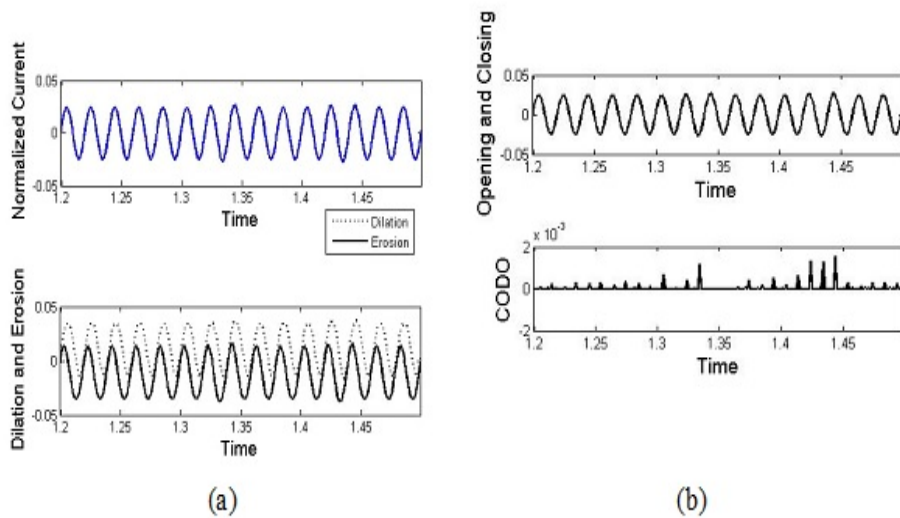 Normalized Current
0.05
0
-0.05
1.2 1.25 1.3 1.35 1.4 1.45
Time
Dilation
Erosion
Dilation and Erosion
0.05
0
-0.05
1.2 1.25 1.3 1.35 1.4 1.45
Time
(a)
Opening and Closing
0.05
0
-0.05
1.2 1.25 1.3 1.35 1.4 1.45
Time
x 10⁻³
CODO
2
0
-2
1.2 1.25 1.3 1.35 1.4 1.45
Time
(b)